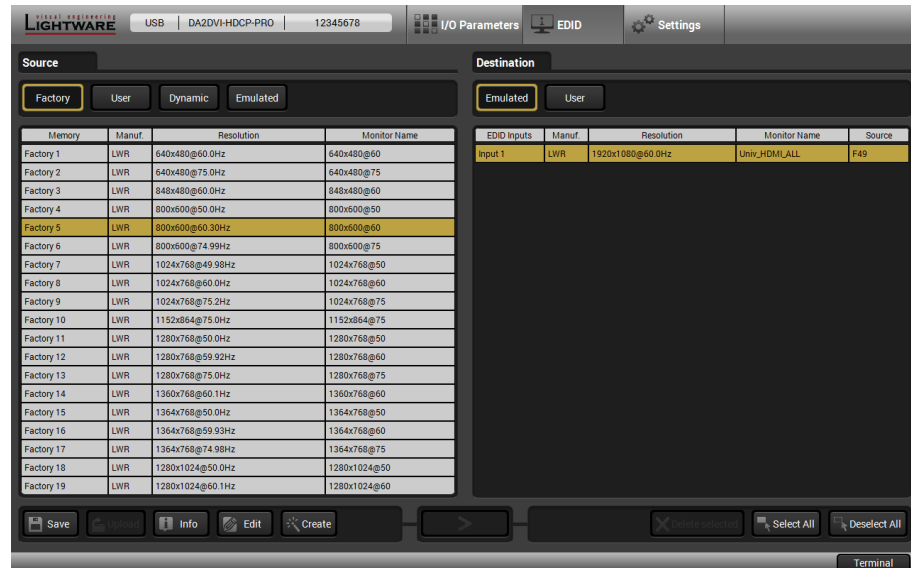 visual engineering
LIGHTWARE USB DA2DVI-HDCP-PRO 12345678 I/O Parameters EDID Settings
Source Destination
Factory User Dynamic Emulated Emulated User
Memory Manuf. Resolution Monitor Name EDID Inputs Manuf. Resolution Monitor Name Source
Factory 1 LWR 640x480@60.0Hz 640x480@60 Input 1 LWR 1920x1080@60.0Hz Univ_HDMI_ALL F49
Factory 2 LWR 640x480@75.0Hz 640x480@75
Factory 3 LWR 848x480@60.0Hz 848x480@60
Factory 4 LWR 800x600@50.0Hz 800x600@50
Factory 5 LWR 800x600@60.30Hz 800x600@60
Factory 6 LWR 800x600@74.99Hz 800x600@75
Factory 7 LWR 1024x768@49.98Hz 1024x768@50
Factory 8 LWR 1024x768@60.0Hz 1024x768@60
Factory 9 LWR 1024x768@75.2Hz 1024x768@75
Factory 10 LWR 1152x864@75.0Hz 1152x864@75
Factory 11 LWR 1280x768@50.0Hz 1280x768@50
Factory 12 LWR 1280x768@59.92Hz 1280x768@60
Factory 13 LWR 1280x768@75.0Hz 1280x768@75
Factory 14 LWR 1360x768@60.1Hz 1360x768@60
Factory 15 LWR 1364x768@50.0Hz 1364x768@50
Factory 16 LWR 1364x768@59.93Hz 1364x768@60
Factory 17 LWR 1364x768@74.98Hz 1364x768@75
Factory 18 LWR 1280x1024@50.0Hz 1280x1024@50
Factory 19 LWR 1280x1024@60.1Hz 1280x1024@60
Save Upload Info Edit Create > Delete selected Select All Deselect All
Terminal